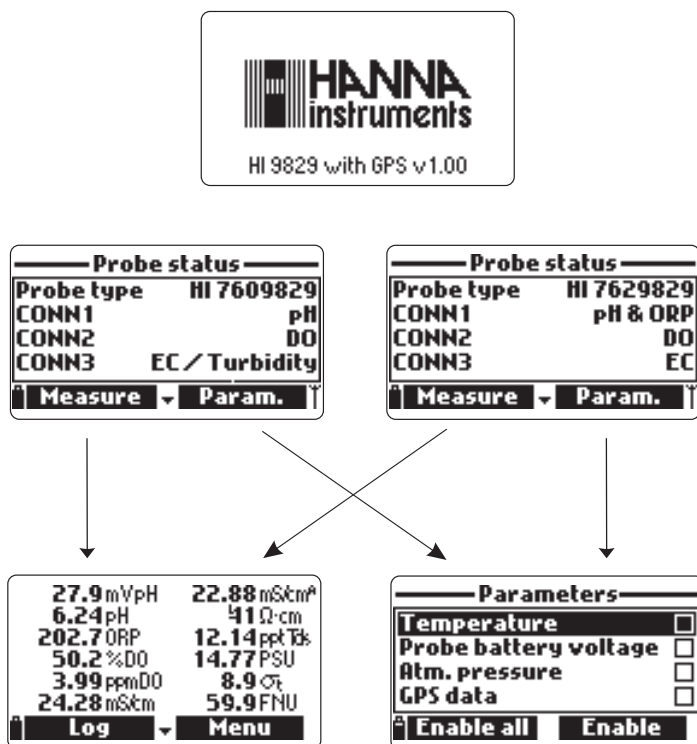 HANNA
instruments
HI 9829 with GPS v1.00
Probe status
Probe type HI 7609829
CONN1 pH
CONN2 DO
CONN3 EC / Turbidity
Measure Param.
Probe status
Probe type HI 7629829
CONN1 pH & ORP
CONN2 DO
CONN3 EC
Measure Param.
27.9 mVpH 22.88 mS/cmᴬ
6.24 pH 41 Ω·cm
202.7 ORP 12.14 ppt Tds
50.2 %DO 14.77 PSU
3.99 ppmDO 8.9 σt
24.28 mS/cm 59.9 FNU
Log Menu
Parameters
Temperature
Probe battery voltage
Atm. pressure
GPS data
Enable all Enable